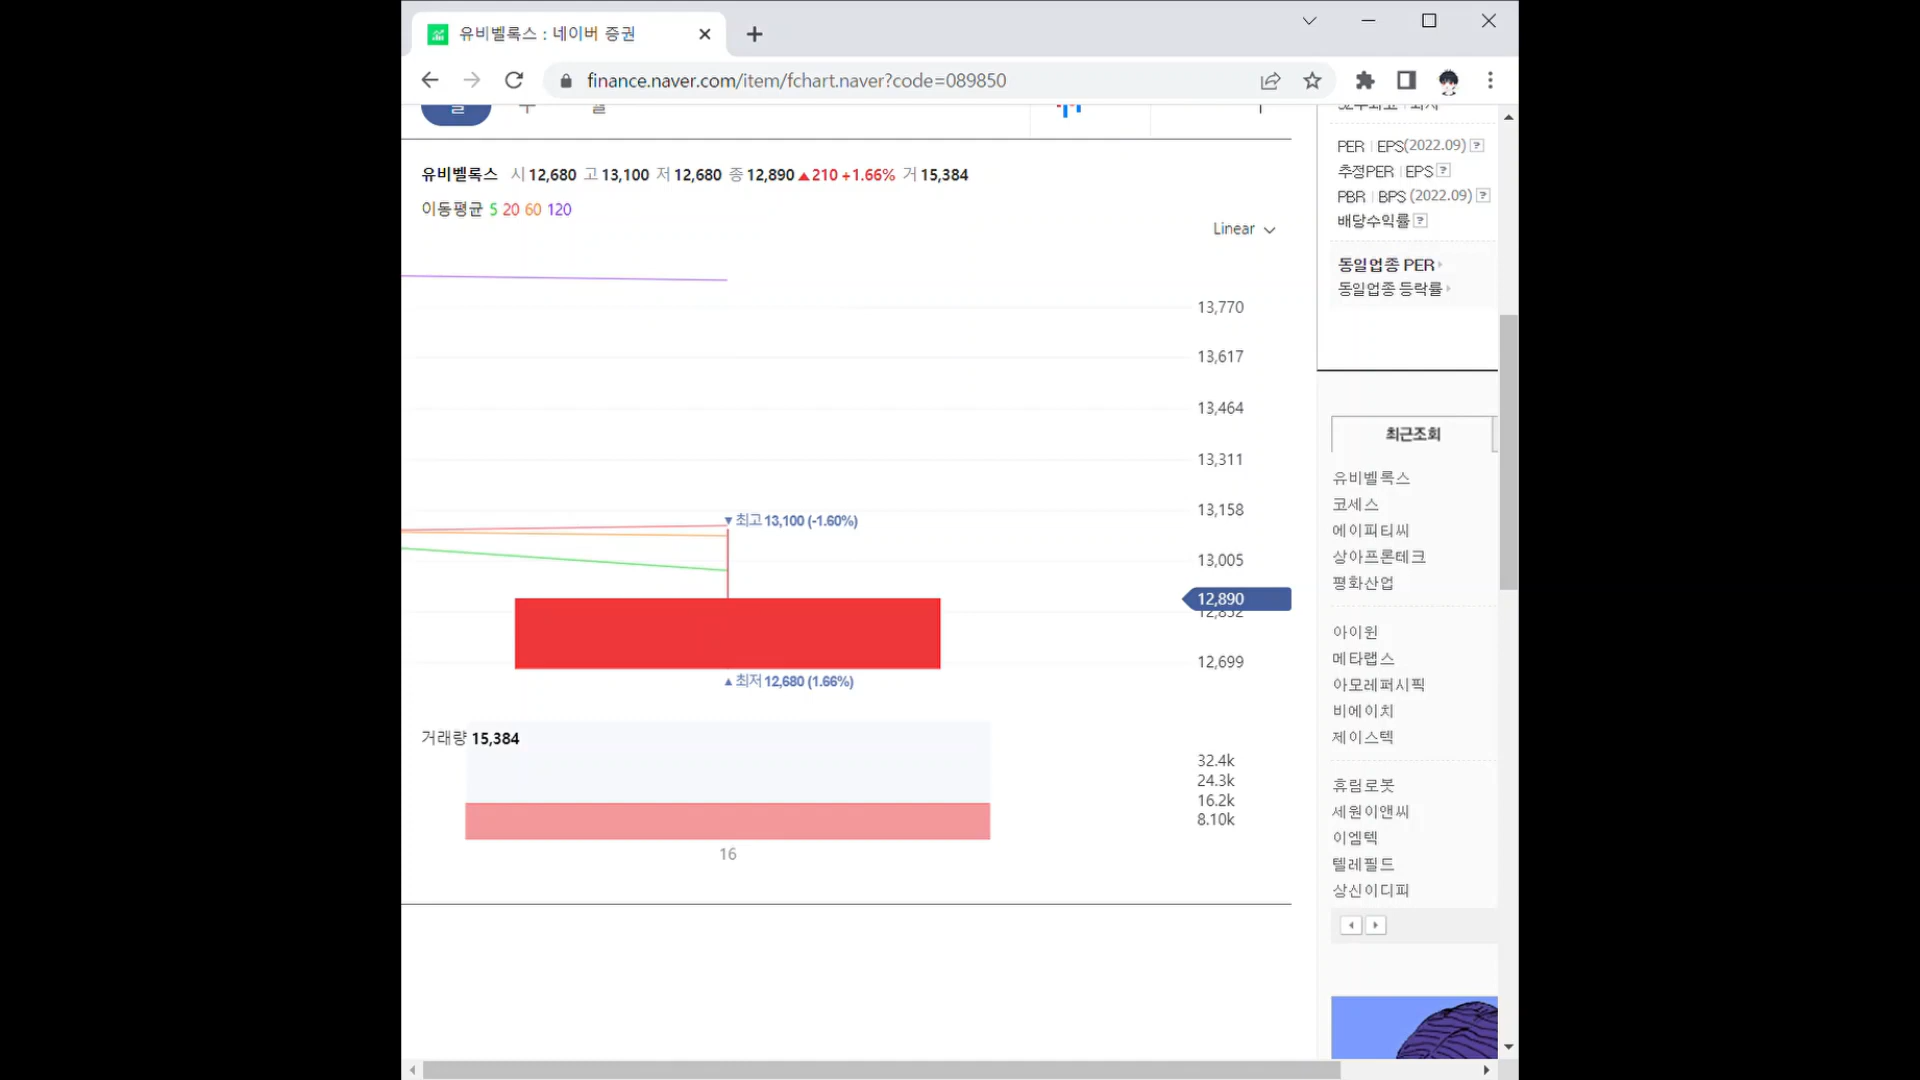 유비벨록스 : 네이버 증권
finance.naver.com/item/fchart.naver?code=089850
유비벨록스 시 12,680 고 13,100 저 12,680 종 12,890 ▲210 +1.66% 거 15,384
이동평균 5 20 60 120
Linear
13,770
13,617
13,464
13,311
13,158
13,005
12,890
12,852
12,699
▼최고 13,100 (-1.60%)
▲최저 12,680 (1.66%)
거래량 15,384
32.4k
24.3k
16.2k
8.10k
16
PER | EPS(2022.09) ?
추정PER | EPS ?
PBR | BPS (2022.09) ?
배당수익률 ?
동일업종 PER
동일업종 등락률
최근조회
유비벨록스
코세스
에이피티씨
상아프론테크
평화산업
아이윈
메타랩스
아모레퍼시픽
비에이치
제이스텍
휴림로봇
세원이앤씨
이엠텍
텔레필드
상신이디피